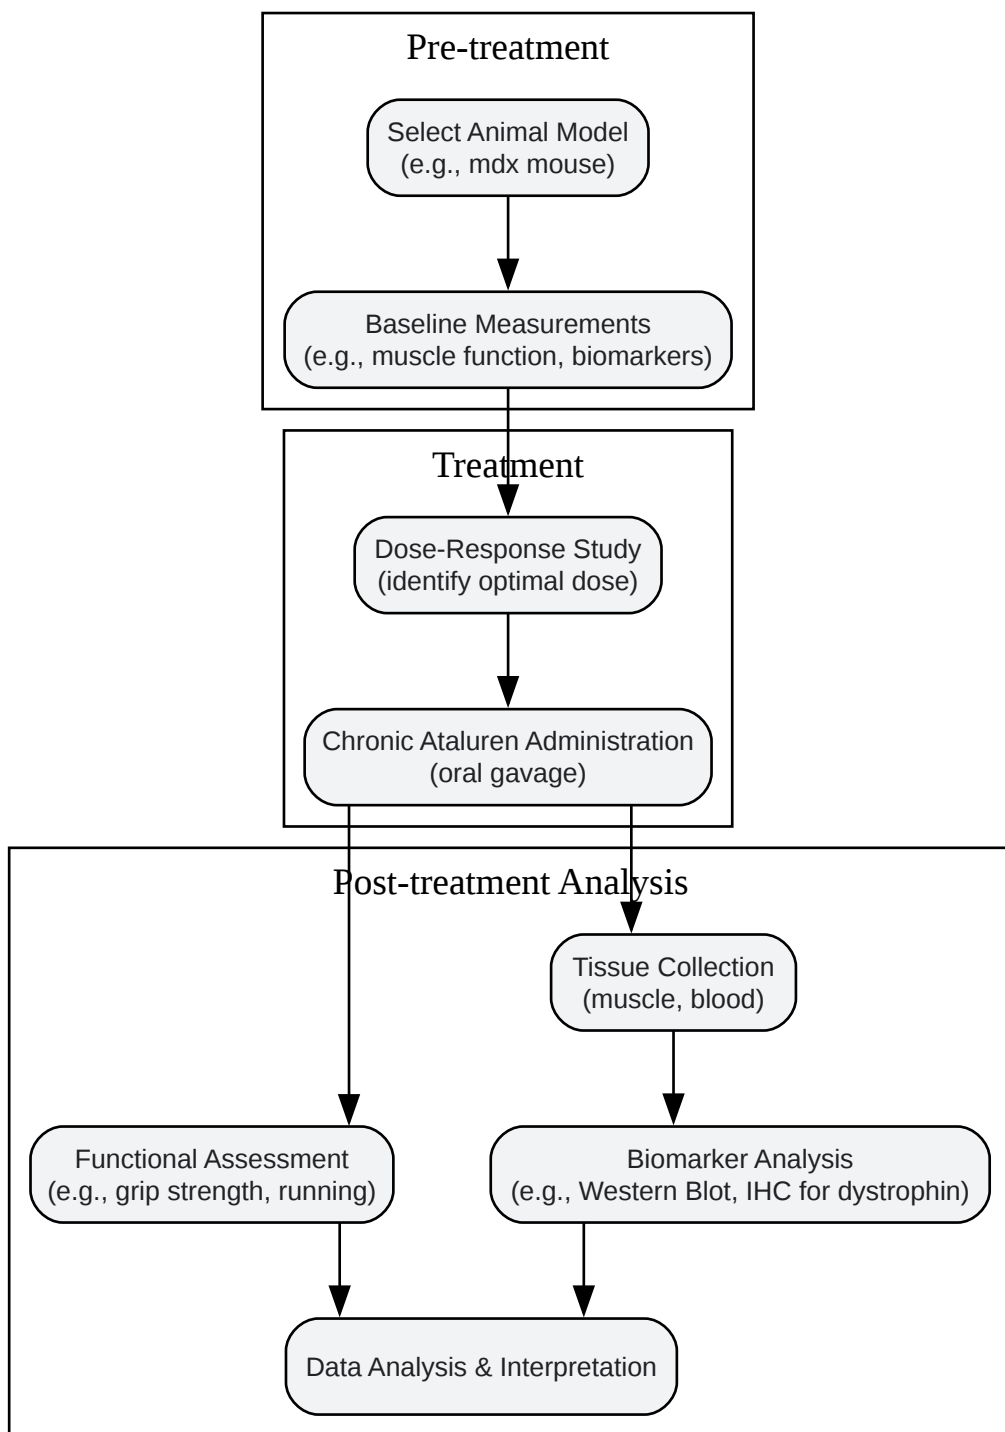 Pre-treatment
Select Animal Model
(e.g., mdx mouse)
Baseline Measurements
(e.g., muscle function, biomarkers)
Treatment
Dose-Response Study
(identify optimal dose)
Chronic Ataluren Administration
(oral gavage)
Post-treatment Analysis
Tissue Collection
(muscle, blood)
Functional Assessment
(e.g., grip strength, running)
Biomarker Analysis
(e.g., Western Blot, IHC for dystrophin)
Data Analysis & Interpretation